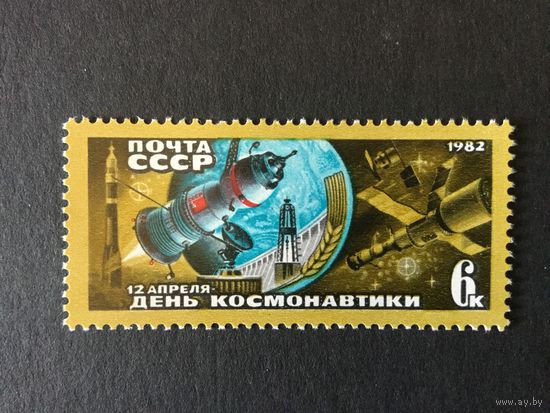 ПОЧТА
СССР
1982
12 АПРЕЛЯ-
ДЕНЬ КОСМОНАВТИКИ
6к
www.ay.by